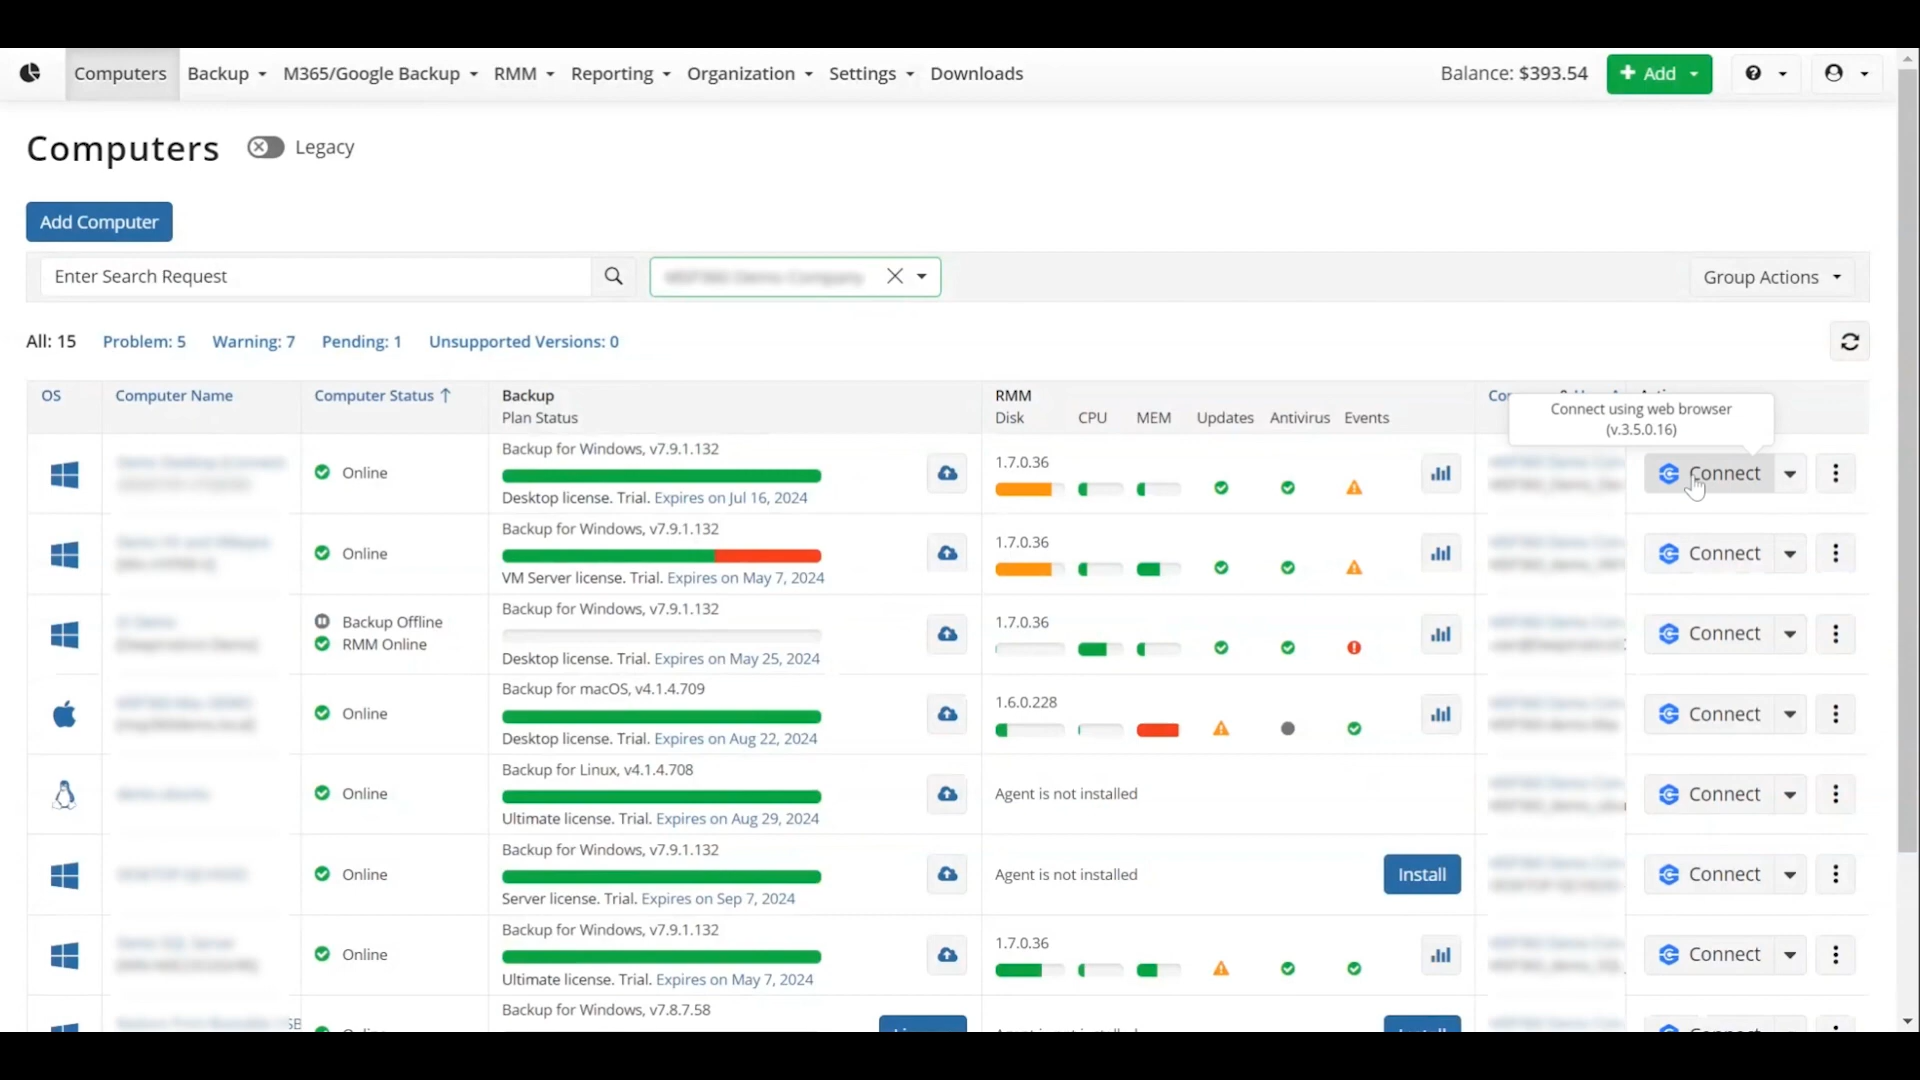 Computers
Backup
M365/Google Backup
RMM
Reporting
Organization
Settings
Downloads
Balance: $393.54
Add
Computers
Legacy
Add Computer
Enter Search Request
Group Actions
All: 15
Problem: 5
Warning: 7
Pending: 1
Unsupported Versions: 0
OS
Computer Name
Computer Status
Backup
Plan Status
RMM
Disk
CPU
MEM
Updates
Antivirus
Events
Connect using web browser
(v.3.5.0.16)
Online
Backup for Windows, v7.9.1.132
Desktop license. Trial. Expires on Jul 16, 2024
1.7.0.36
Connect
Online
Backup for Windows, v7.9.1.132
VM Server license. Trial. Expires on May 7, 2024
1.7.0.36
Connect
Backup Offline
RMM Online
Backup for Windows, v7.9.1.132
Desktop license. Trial. Expires on May 25, 2024
1.7.0.36
Connect
Online
Backup for macOS, v4.1.4.709
Desktop license. Trial. Expires on Aug 22, 2024
1.6.0.228
Connect
Online
Backup for Linux, v4.1.4.708
Ultimate license. Trial. Expires on Aug 29, 2024
Agent is not installed
Connect
Online
Backup for Windows, v7.9.1.132
Server license. Trial. Expires on Sep 7, 2024
Agent is not installed
Install
Connect
Online
Backup for Windows, v7.9.1.132
Ultimate license. Trial. Expires on May 7, 2024
1.7.0.36
Connect
Backup for Windows, v7.8.7.58